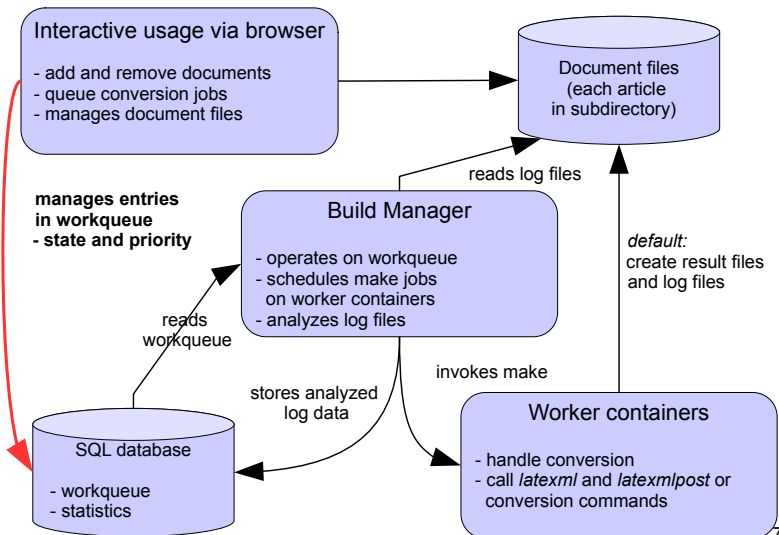 Interactive usage via browser
- add and remove documents
- queue conversion jobs
- manages document files
Document files
(each article
in subdirectory)
manages entries
in workqueue
- state and priority
reads log files
Build Manager
- operates on workqueue
- schedules make jobs
on worker containers
- analyzes log files
default:
create result files
and log files
reads
workqueue
stores analyzed
log data
invokes make
SQL database
- workqueue
- statistics
Worker containers
- handle conversion
- call latexml and latexmlpost or
conversion commands